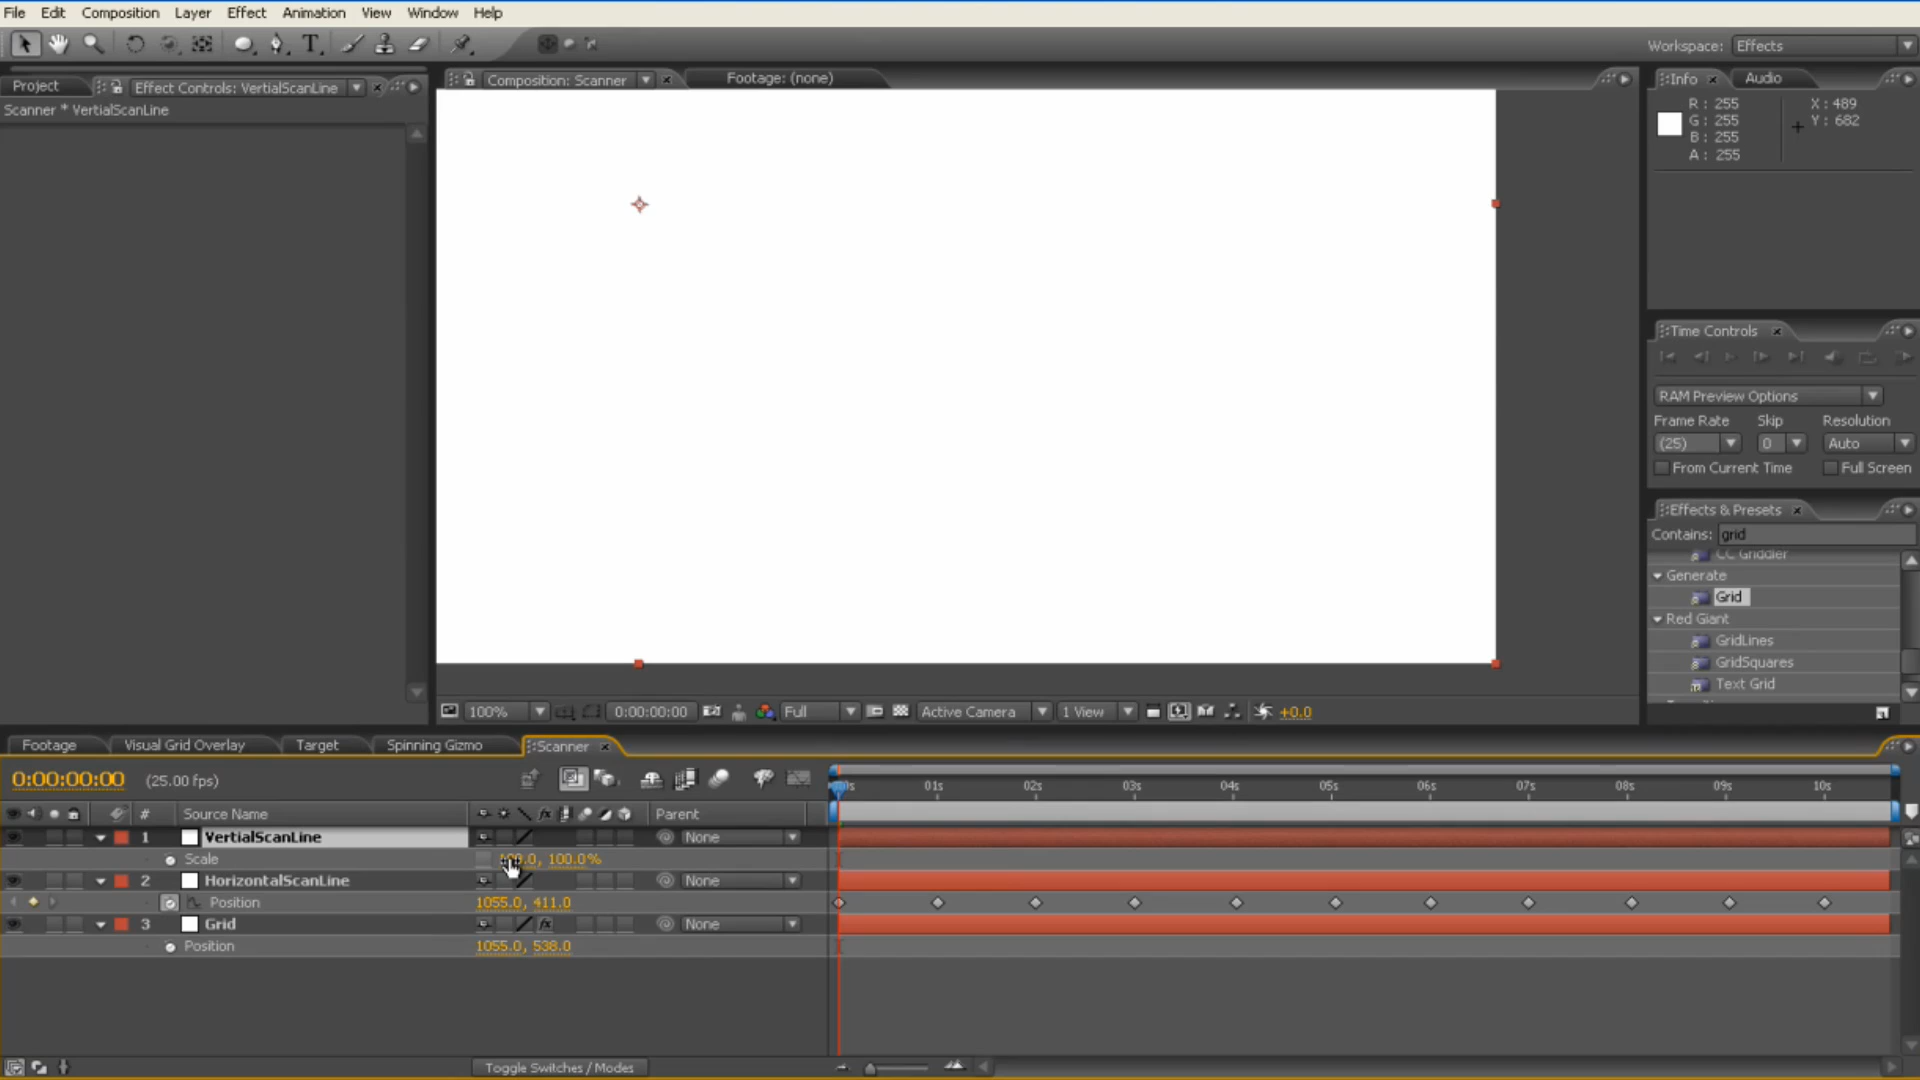 File Edit Composition Layer Effect Animation View Window Help
Workspace: Effects
Project Effect Controls: VertialScanLine
Composition: Scanner Footage: (none)
Info Audio
Scanner * VertialScanLine
R: 255
G: 255
B: 255
A: 255
X: 489
Y: 682
Time Controls
RAM Preview Options
Frame Rate Skip Resolution
(25) 0 Auto
From Current Time Full Screen
Effects & Presets
Contains: grid
CC Griddler
Generate
Grid
Red Giant
GridLines
GridSquares
Text Grid
100% 0:00:00:00 Full Active Camera 1 View +0.0
Footage Visual Grid Overlay Target Spinning Gizmo Scanner
0:00:00:00 (25.00 fps)
01s 02s 03s 04s 05s 06s 07s 08s 09s 10s
# Source Name Parent
1 VertialScanLine None
Scale 100.0%
2 HorizontalScanLine None
Position 1055.0, 411.0
3 Grid None
Position 1055.0, 538.0
Toggle Switches / Modes